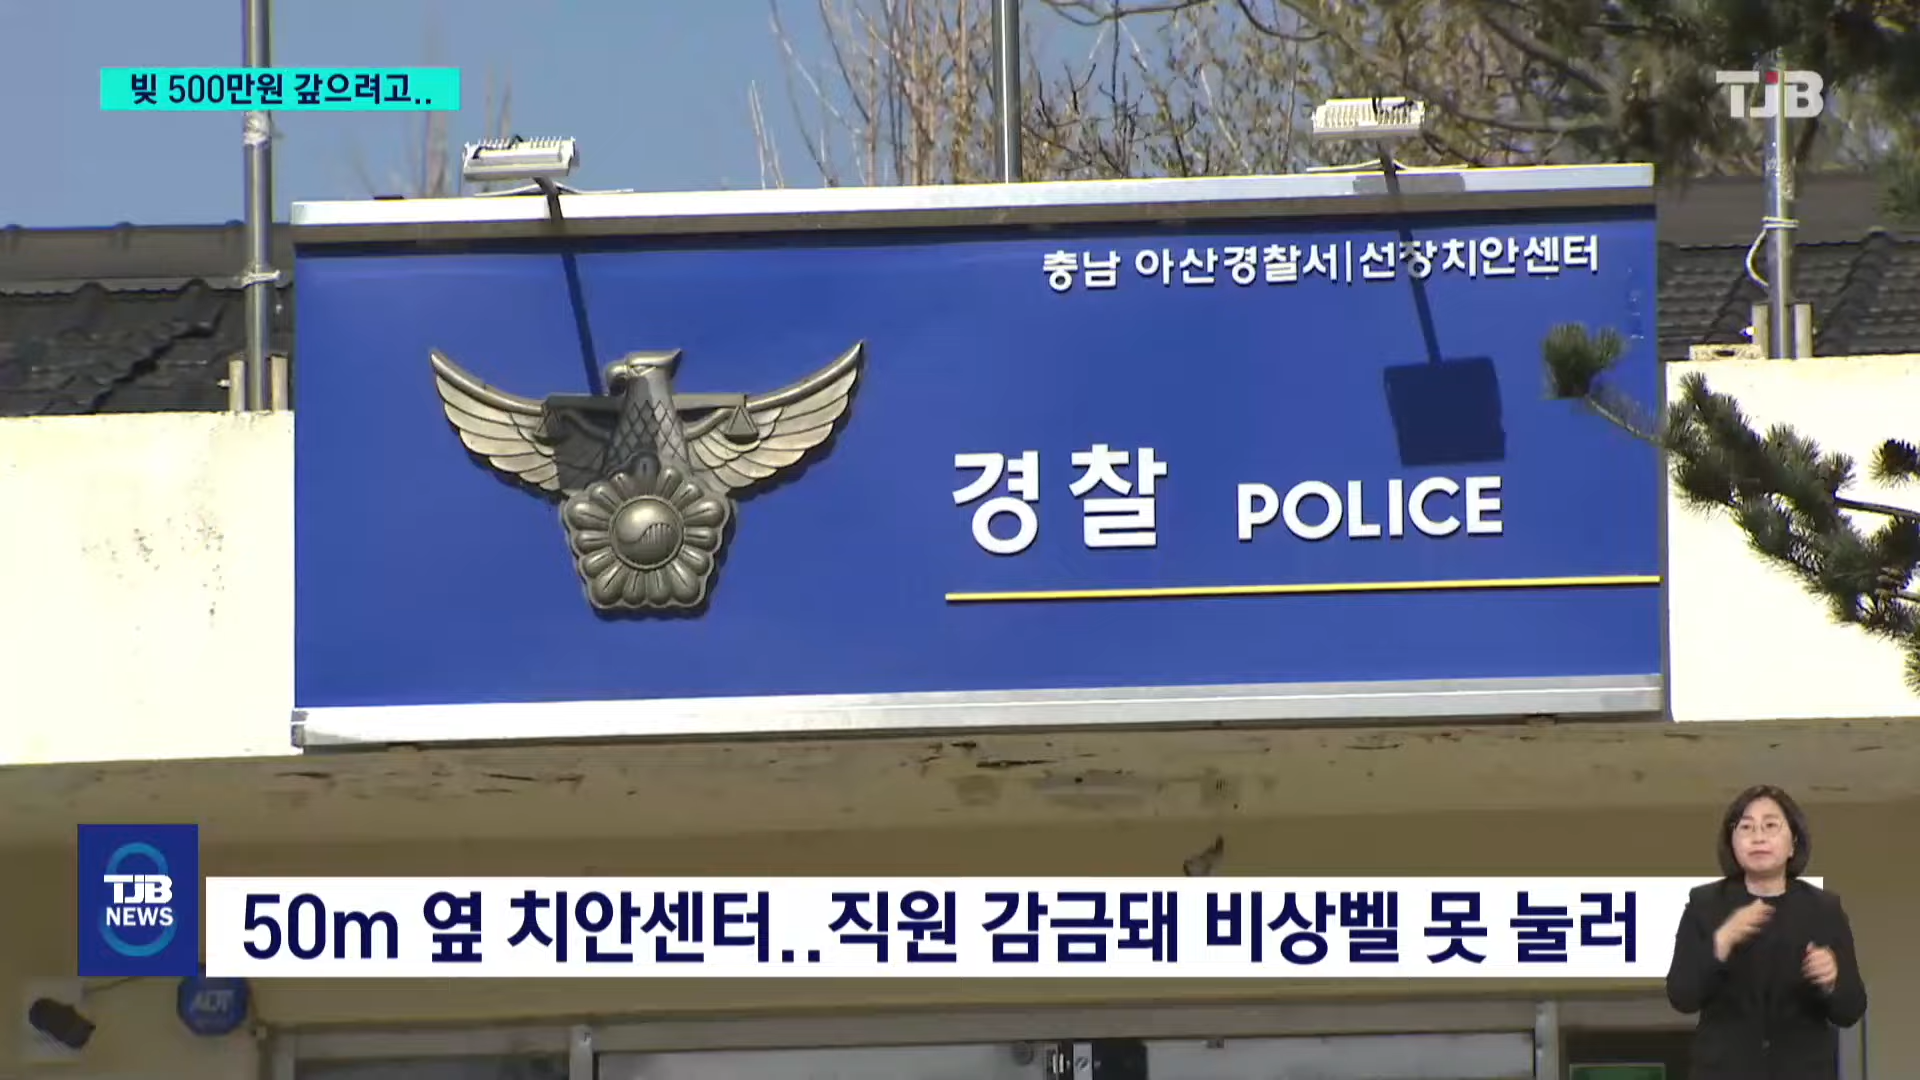 빚 500만원 갚으려고..
TJB
충남 아산경찰서|선장치안센터
경찰 POLICE
TJB
NEWS
50m 옆 치안센터..직원 감금돼 비상벨 못 눌러
ADT